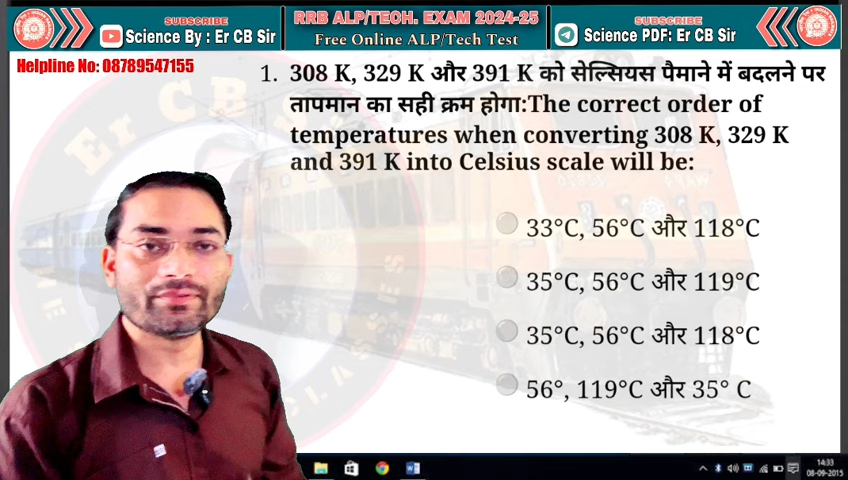 SUBSCRIBE
Science By : Er CB Sir
RRB ALP/TECH. EXAM 2024-25
Free Online ALP/Tech Test
SUBSCRIBE
Science PDF: Er CB Sir
Helpline No: 08789547155
1. 308 K, 329 K और 391 K को सेल्सियस पैमाने में बदलने पर
तापमान का सही क्रम होगा:The correct order of
temperatures when converting 308 K, 329 K
and 391 K into Celsius scale will be:
33°C, 56°C और 118°C
35°C, 56°C और 119°C
35°C, 56°C और 118°C
56°, 119°C और 35° C
Er CB
14:33
08-09-2015